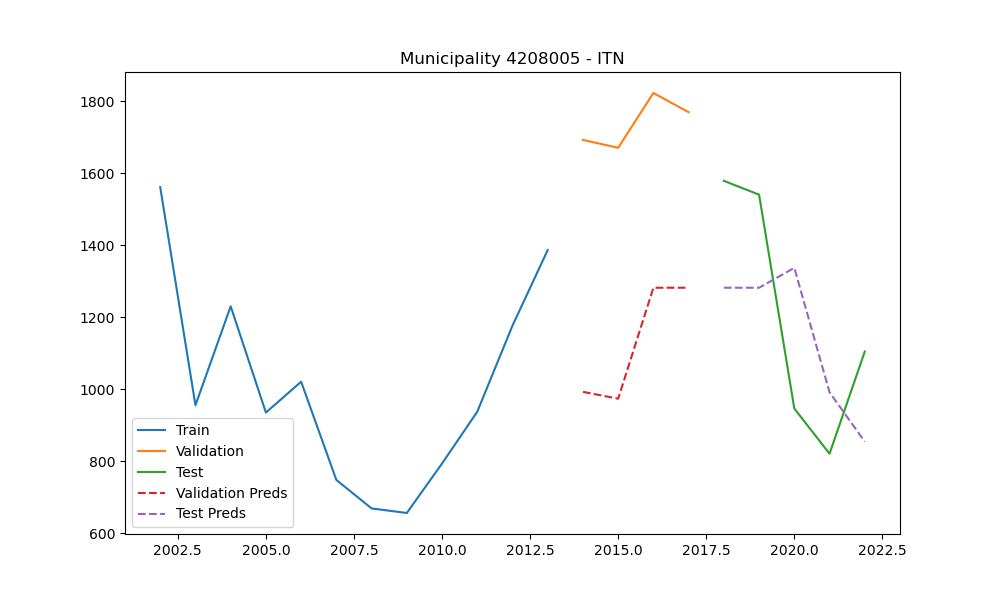 Municipality 4208005 - ITN
1800
1600
1400
1200
1000
800
600
Train
Validation
Test
Validation Preds
Test Preds
2002.5 2005.0 2007.5 2010.0 2012.5 2015.0 2017.5 2020.0 2022.5